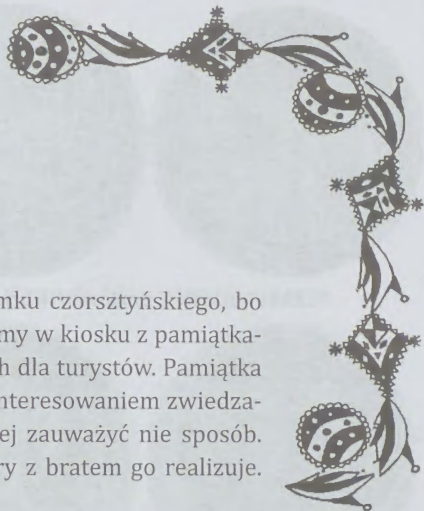 mku czorsztyńskiego, bo
my w kiosku z pamiątka-
h dla turystów. Pamiątka
nteresowaniem zwiedza-
ej zauważyć nie sposób.
ry z bratem go realizuje.